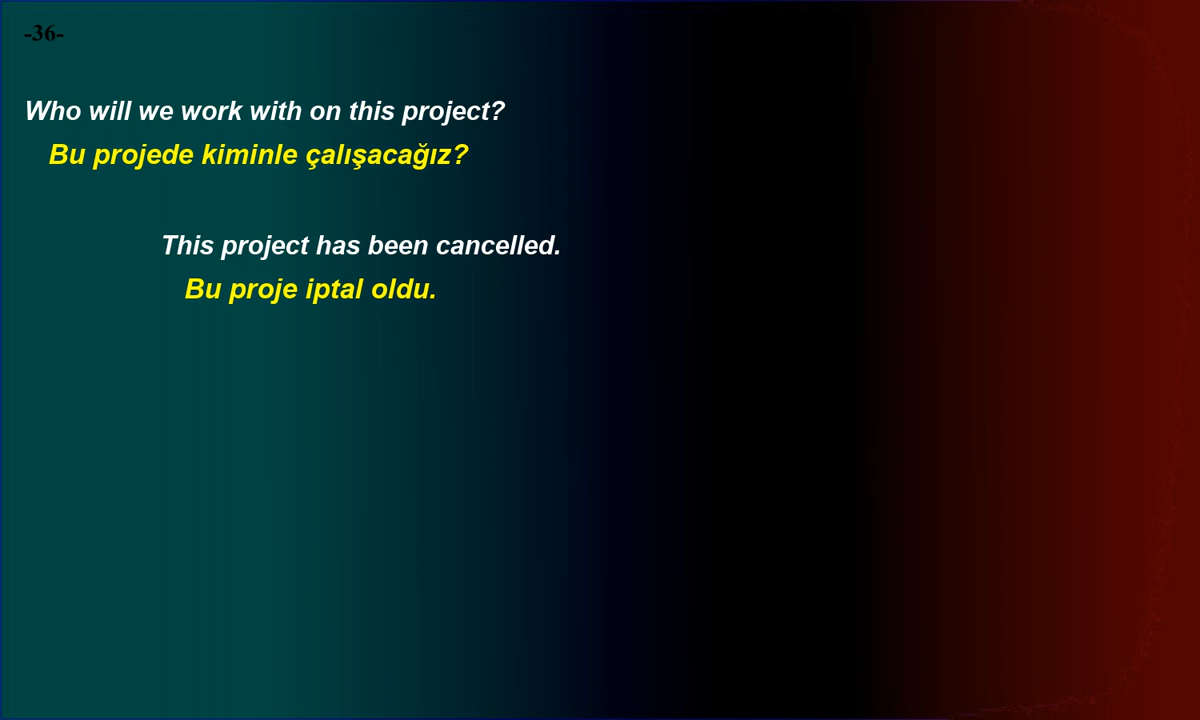 -36-
Who will we work with on this project?
Bu projede kiminle çalışacağız?
This project has been cancelled.
Bu proje iptal oldu.